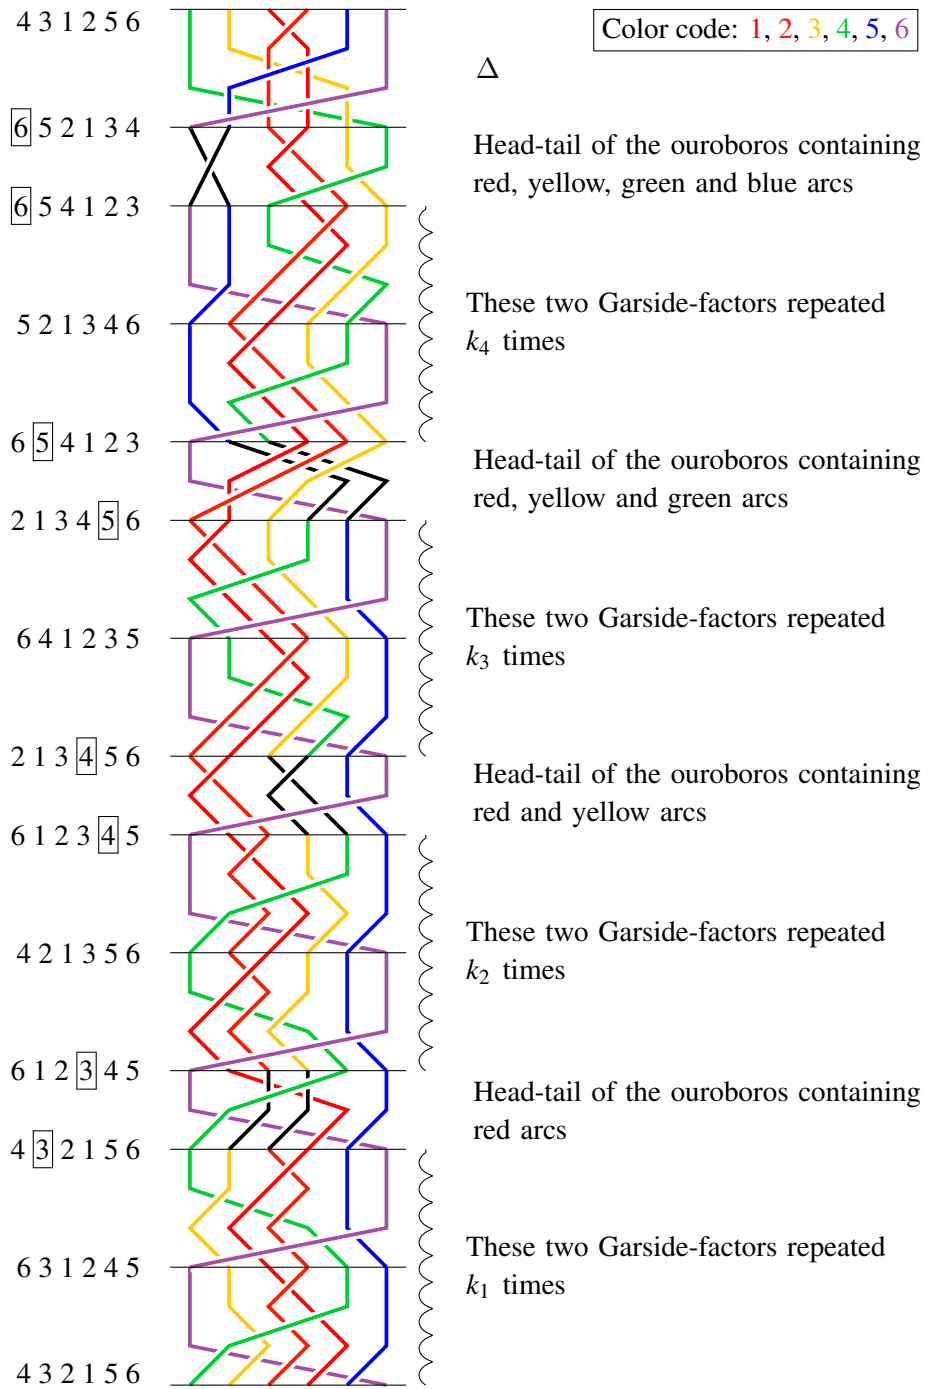 4 3 1 2 5 6
Color code: 1, 2, 3, 4, 5, 6
Δ
6 5 2 1 3 4
Head-tail of the ouroboros containing
red, yellow, green and blue arcs
6 5 4 1 2 3
5 2 1 3 4 6
These two Garside-factors repeated
k4 times
6 5 4 1 2 3
Head-tail of the ouroboros containing
red, yellow and green arcs
2 1 3 4 5 6
6 4 1 2 3 5
These two Garside-factors repeated
k3 times
2 1 3 4 5 6
Head-tail of the ouroboros containing
red and yellow arcs
6 1 2 3 4 5
4 2 1 3 5 6
These two Garside-factors repeated
k2 times
6 1 2 3 4 5
Head-tail of the ouroboros containing
red arcs
4 3 2 1 5 6
6 3 1 2 4 5
These two Garside-factors repeated
k1 times
4 3 2 1 5 6